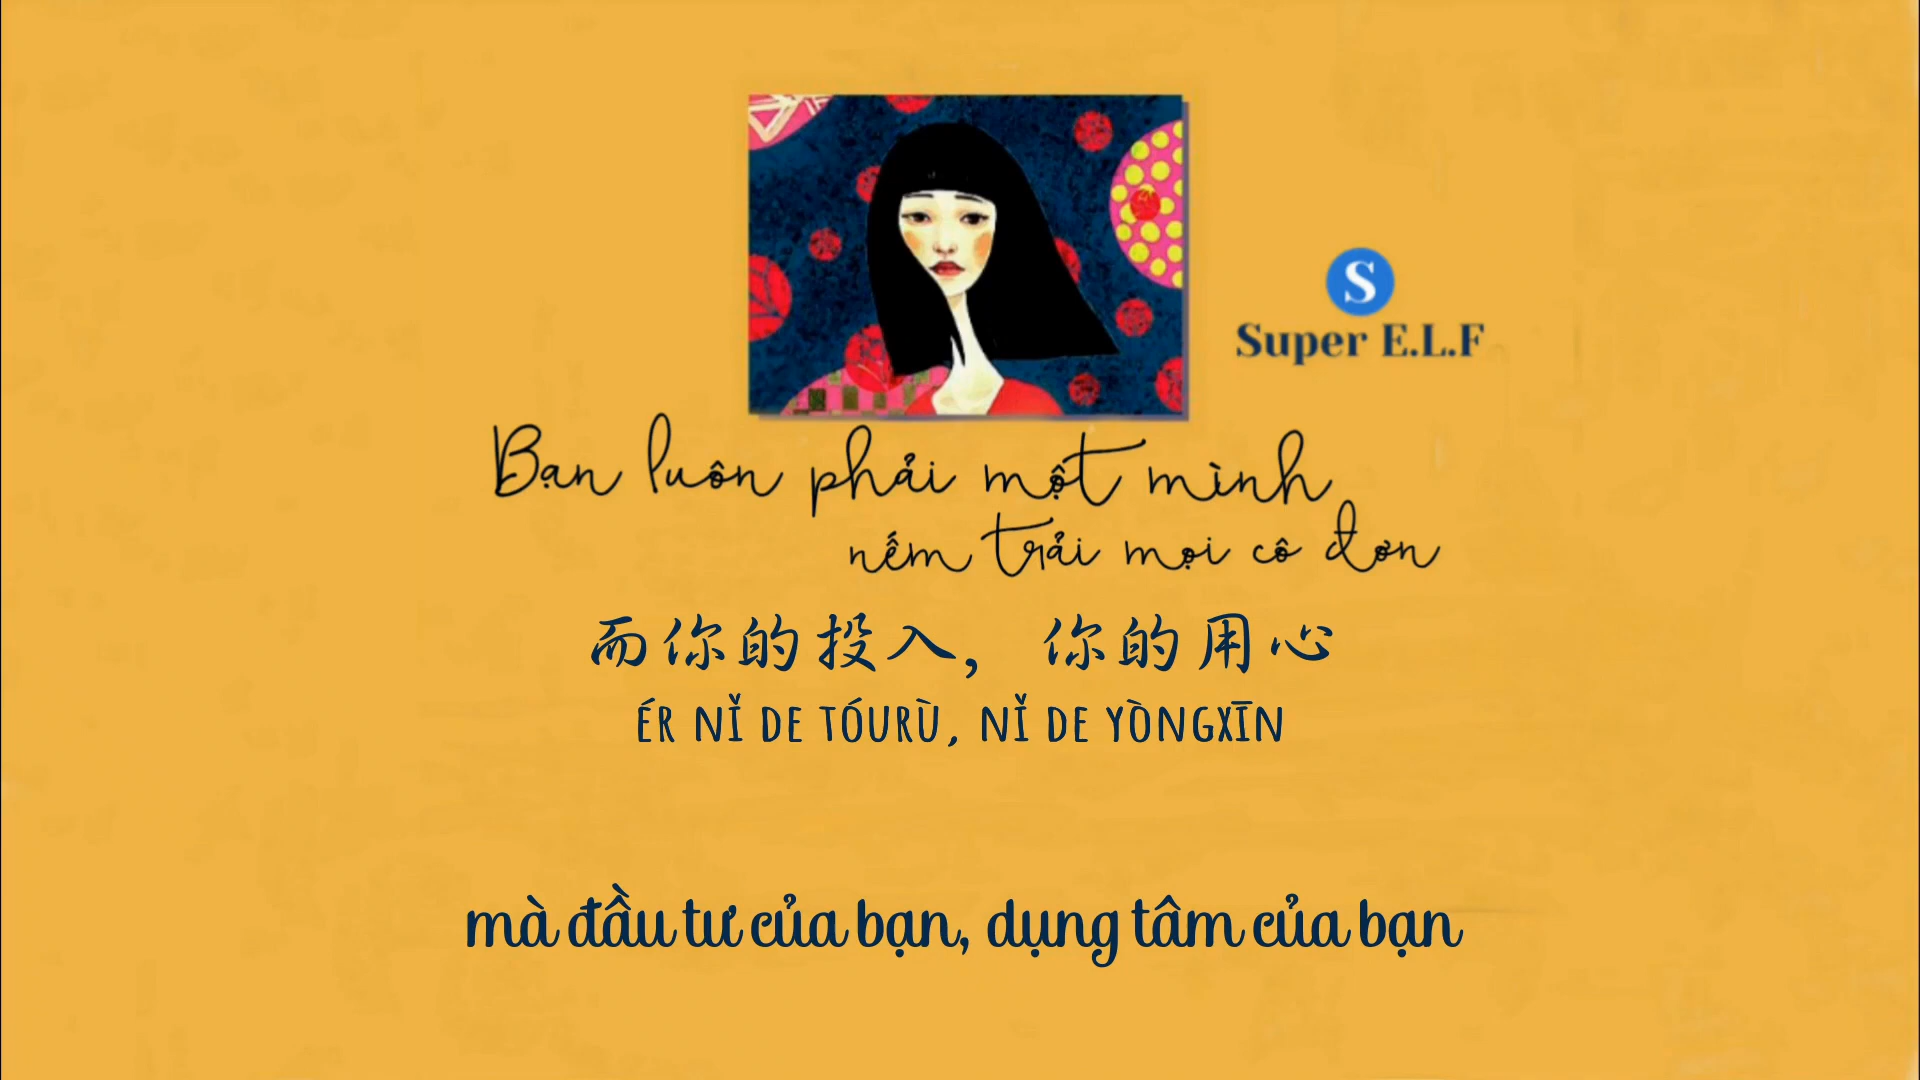 S
Super E.L.F
Bạn luôn phải một mình
nếm trải mọi cô đơn
而你的投入，你的用心
ÉR NǏ DE TÓURÙ, NǏ DE YÒNGXĪN
mà đầu tư của bạn, dụng tâm của bạn